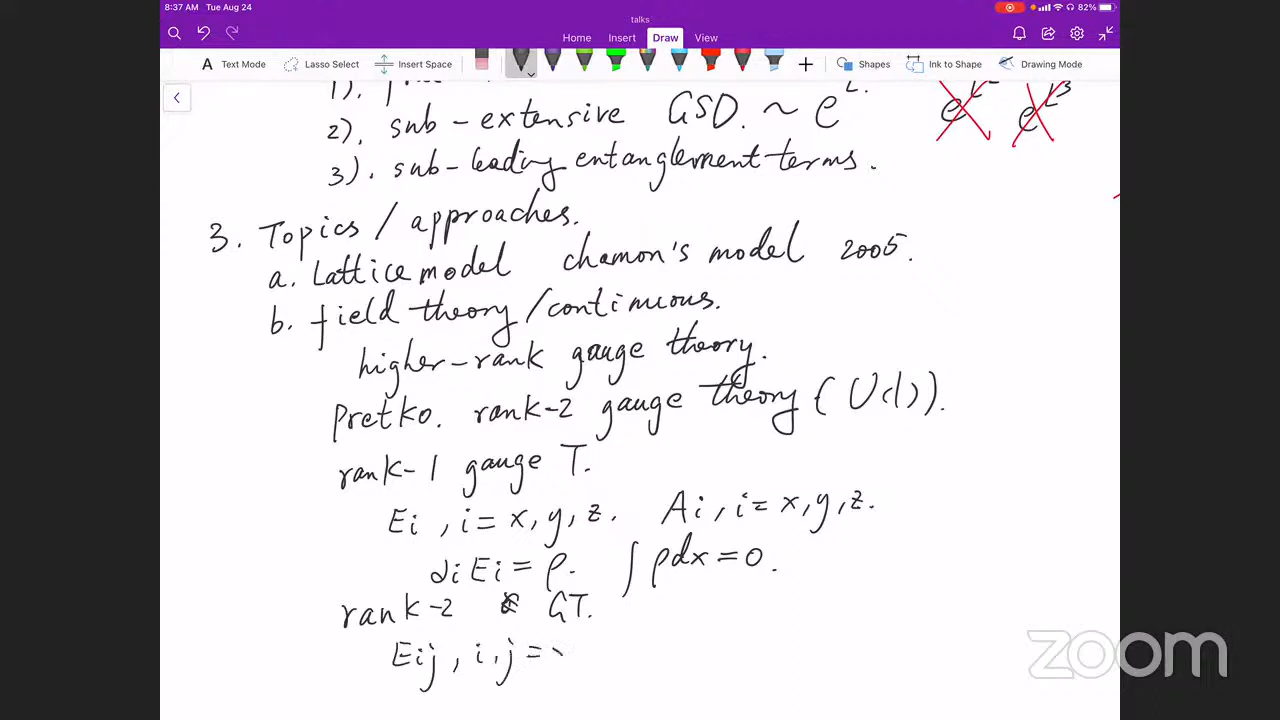 8:37 AM Tue Aug 24
talks
82%
Home Insert Draw View
Text Mode Lasso Select Insert Space Shapes Ink to Shape Drawing Mode
1).
2). sub-extensive GSD. ~ e^L.
3). sub-leading entanglement terms.
3. Topics / approaches.
a. Lattice model chamon's model 2005.
b. field theory / continuous.
higher-rank gauge theory.
Pretko. rank-2 gauge theory (U(1)).
rank-1 gauge T.
Ei, i = x, y, z. Ai, i = x, y, z.
∂i Ei = ρ. ∫ ρdx = 0.
rank-2 GT.
Eij, i, j =
zoom